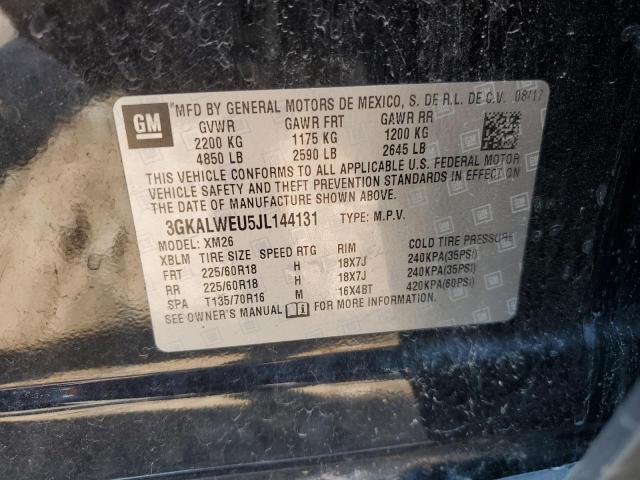 GM
MFD BY GENERAL MOTORS DE MEXICO, S. DE R.L. DE C.V. 08/17
GVWR GAWR FRT GAWR RR
2200 KG 1175 KG 1200 KG
4850 LB 2590 LB 2645 LB
THIS VEHICLE CONFORMS TO ALL APPLICABLE U.S. FEDERAL MOTOR
VEHICLE SAFETY AND THEFT PREVENTION STANDARDS IN EFFECT ON
THE DATE OF MANUFACTURE SHOWN ABOVE.
3GKALWEU5JL144131 TYPE: M.P.V.
MODEL: XM26
XBLM TIRE SIZE SPEED RTG RIM COLD TIRE PRESSURE
FRT 225/60R18 H 18X7J 240KPA(35PSI)
RR 225/60R18 H 18X7J 240KPA(35PSI)
SPA T135/70R16 M 16X4BT 420KPA(60PSI)
SEE OWNER'S MANUAL FOR MORE INFORMATION.